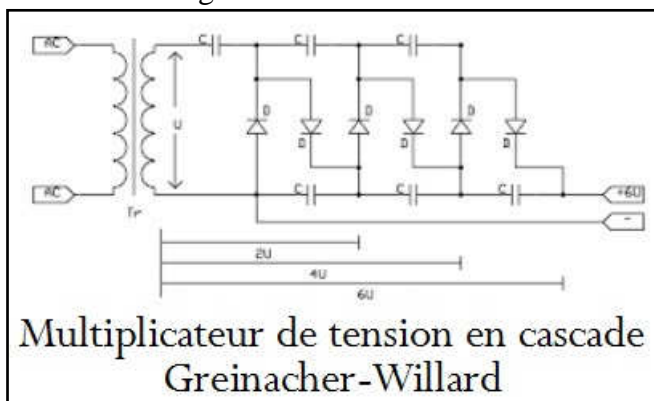 AC
C
C
C
D
D
D
D
D
D
U
AC
C
C
C
+6U
-
Tr
2U
4U
6U
Multiplicateur de tension en cascade
Greinacher-Willard